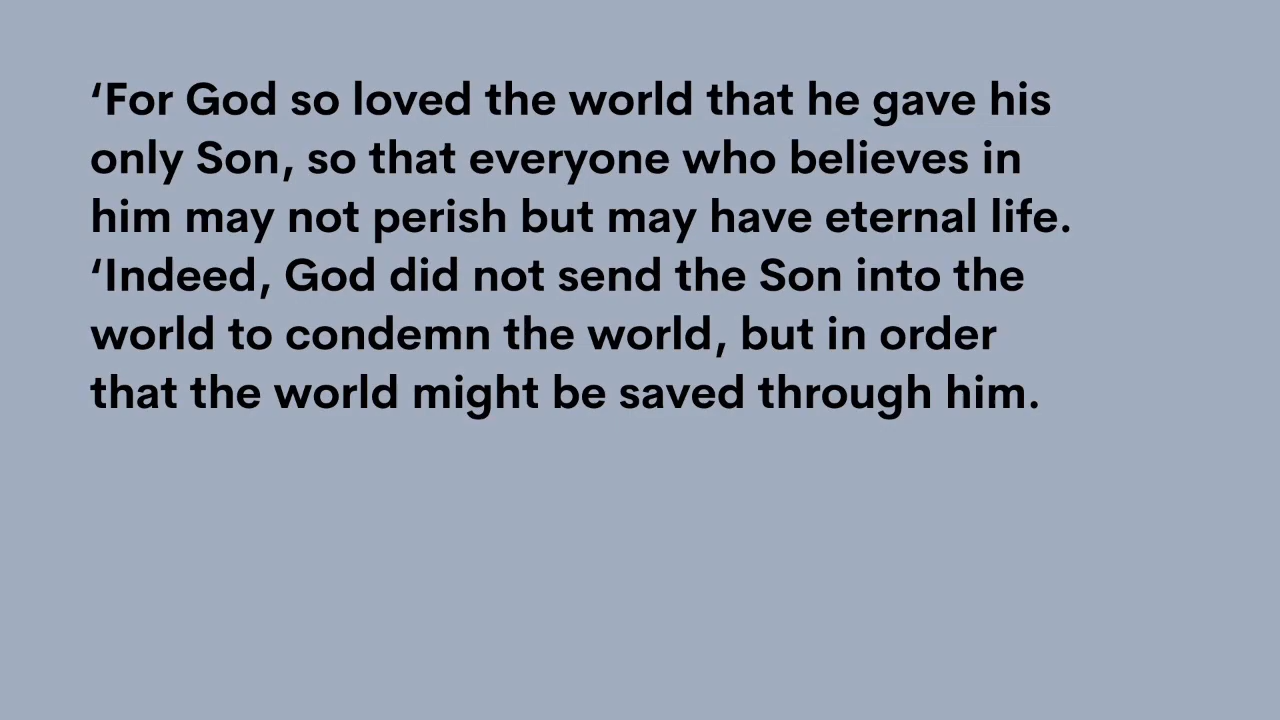 ‘For God so loved the world that he gave his
only Son, so that everyone who believes in
him may not perish but may have eternal life.
‘Indeed, God did not send the Son into the
world to condemn the world, but in order
that the world might be saved through him.